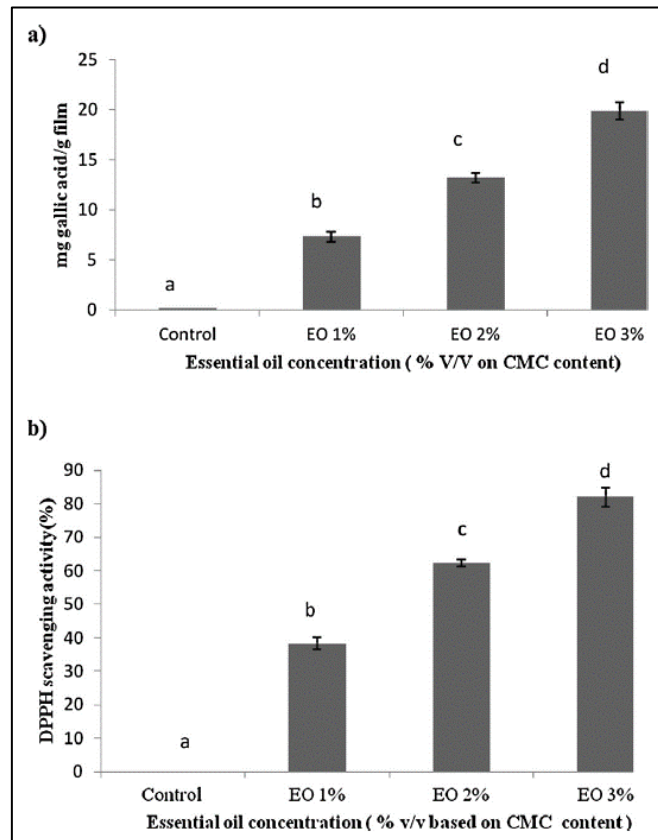 a)
25
20
15
10
5
0
mg gallic acid/g film
a
b
c
d
Control EO 1% EO 2% EO 3%
Essential oil concentration ( % V/V on CMC content)
b)
90
80
70
60
50
40
30
20
10
0
DPPH scavenging activity(%)
a
b
c
d
Control EO 1% EO 2% EO 3%
Essential oil concentration ( % v/v based on CMC content )